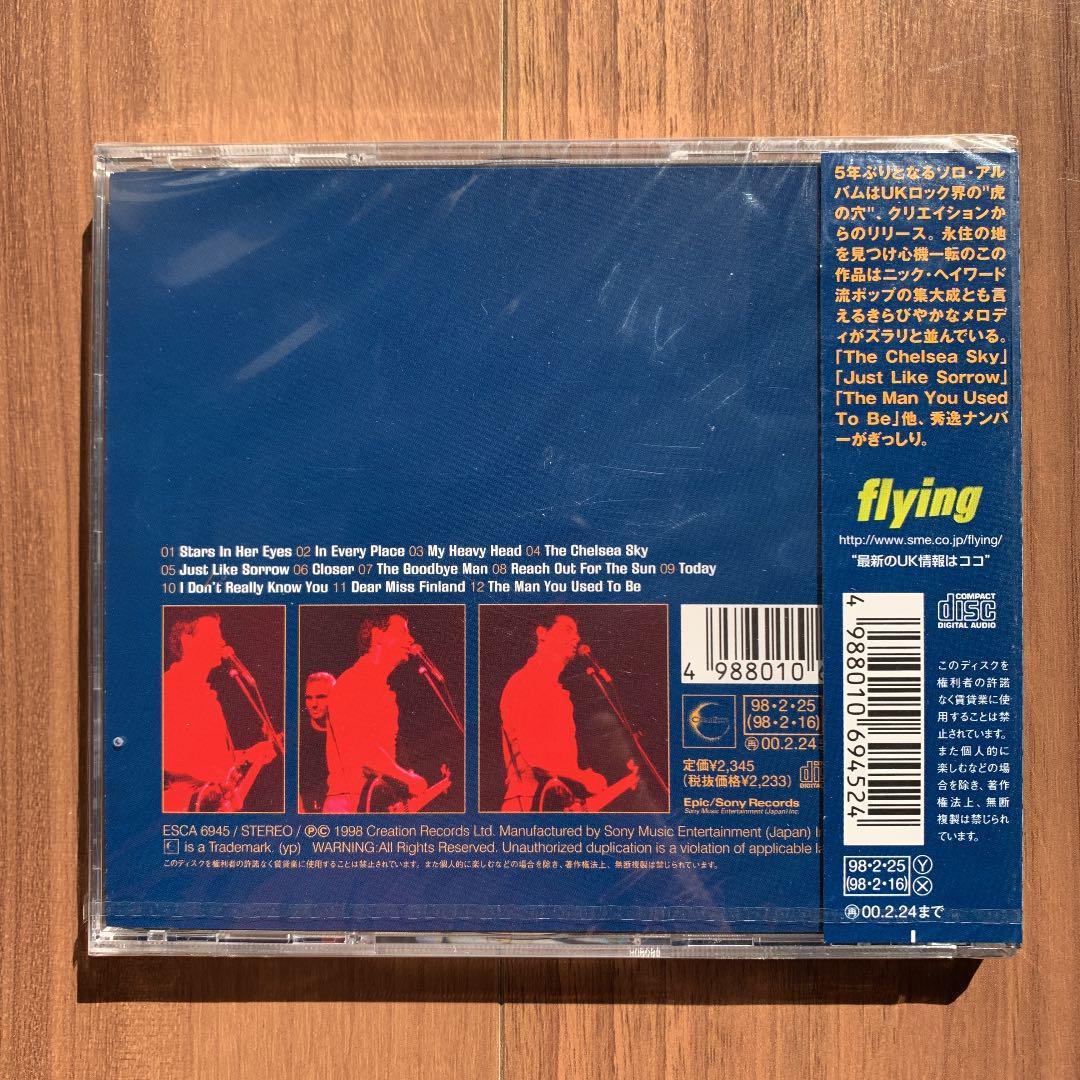 5年ぶりとなるソロ・アル
バムはUKロック界の"虎
の穴"、クリエイションか
らのリリース。永住の地
を見つけ心機一転のこの
作品はニック・ヘイワード
流ポップの集大成とも言
えるきらびやかなメロデ
ィがズラリと並んでいる。
「The Chelsea Sky」
「Just Like Sorrow」
「The Man You Used
To Be」他、秀逸ナンバ
ーがぎっしり。
flying
http://www.sme.co.jp/flying/
"最新のUK情報はココ"
4 988010 694524
COMPACT
disc
DIGITAL AUDIO
このディスクを
権利者の許諾
なく賃貸業に使
用することは禁
止されています。
また個人的に
楽しむなどの場
合を除き、著作
権法上、無断
複製は禁じられ
ています。
98・2・25 Y
(98・2・16) X
再00.2.24まで
01 Stars In Her Eyes 02 In Every Place 03 My Heavy Head 04 The Chelsea Sky
05 Just Like Sorrow 06 Closer 07 The Goodbye Man 08 Reach Out For The Sun 09 Today
10 I Don't Really Know You 11 Dear Miss Finland 12 The Man You Used To Be
4 988010
Creation
98・2・25
(98・2・16)
再00.2.24
定価¥2,345
(税抜価格¥2,233)
Epic/Sony Records
Sony Music Entertainment (Japan) Inc.
ESCA 6945 / STEREO / ℗© 1998 Creation Records Ltd. Manufactured by Sony Music Entertainment (Japan)
is a Trademark. (yp) WARNING:All Rights Reserved. Unauthorized duplication is a violation of applicable
このディスクを権利者の許諾なく賃貸業に使用することは禁止されています。また個人的に楽しむなどの場合を除き、著作権法上、無断複製は禁じられています。